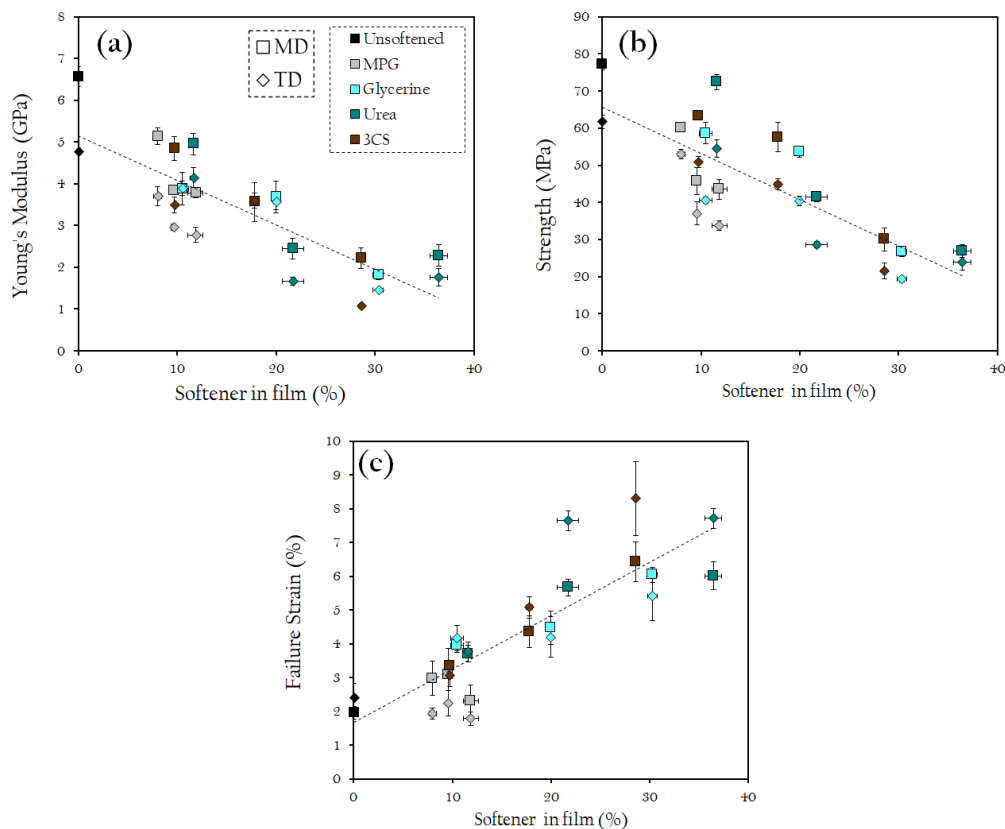 (a)
MD
TD
Unsoftened
MPG
Glycerine
Urea
3CS
Young's Modulus (GPa)
8
7
6
5
4
3
2
1
0
0 10 20 30 40
Softener in film (%)
(b)
Strength (MPa)
90
80
70
60
50
40
30
20
10
0
0 10 20 30 40
Softener in film (%)
(c)
Failure Strain (%)
10
9
8
7
6
5
4
3
2
1
0
0 10 20 30 40
Softener in film (%)